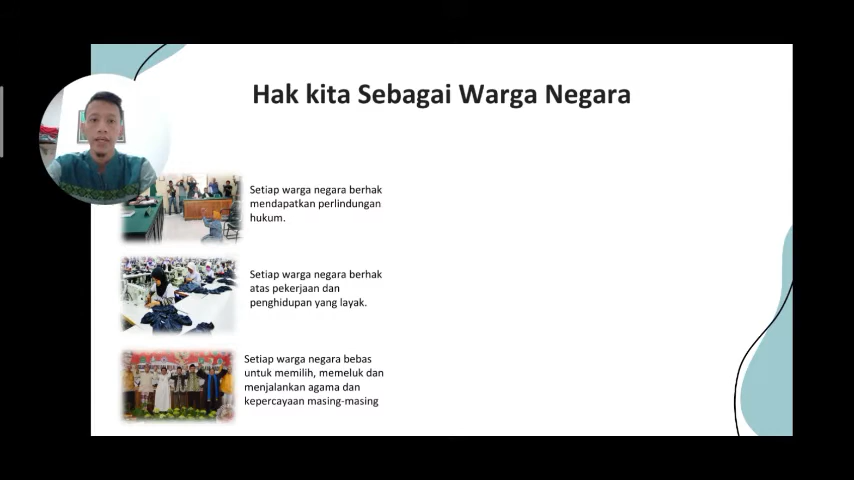 Hak kita Sebagai Warga Negara
Setiap warga negara berhak
mendapatkan perlindungan
hukum.
Setiap warga negara berhak
atas pekerjaan dan
penghidupan yang layak.
Setiap warga negara bebas
untuk memilih, memeluk dan
menjalankan agama dan
kepercayaan masing-masing